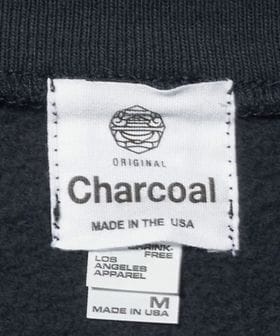 ORIGINAL
Charcoal
MADE IN THE USA
SHRINK-
FREE
LOS
ANGELES
APPAREL
M
MADE IN USA